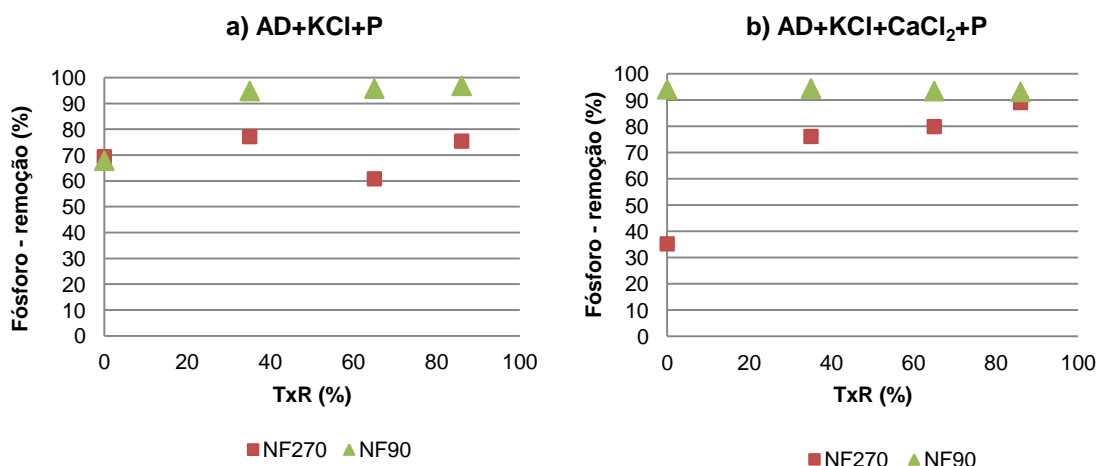 a) AD+KCl+P
Fósforo - remoção (%)
100
90
80
70
60
50
40
30
20
10
0
0 20 40 60 80 100
TxR (%)
NF270 NF90
b) AD+KCl+CaCl₂+P
Fósforo - remoção (%)
100
90
80
70
60
50
40
30
20
10
0
0 20 40 60 80 100
TxR (%)
NF270 NF90